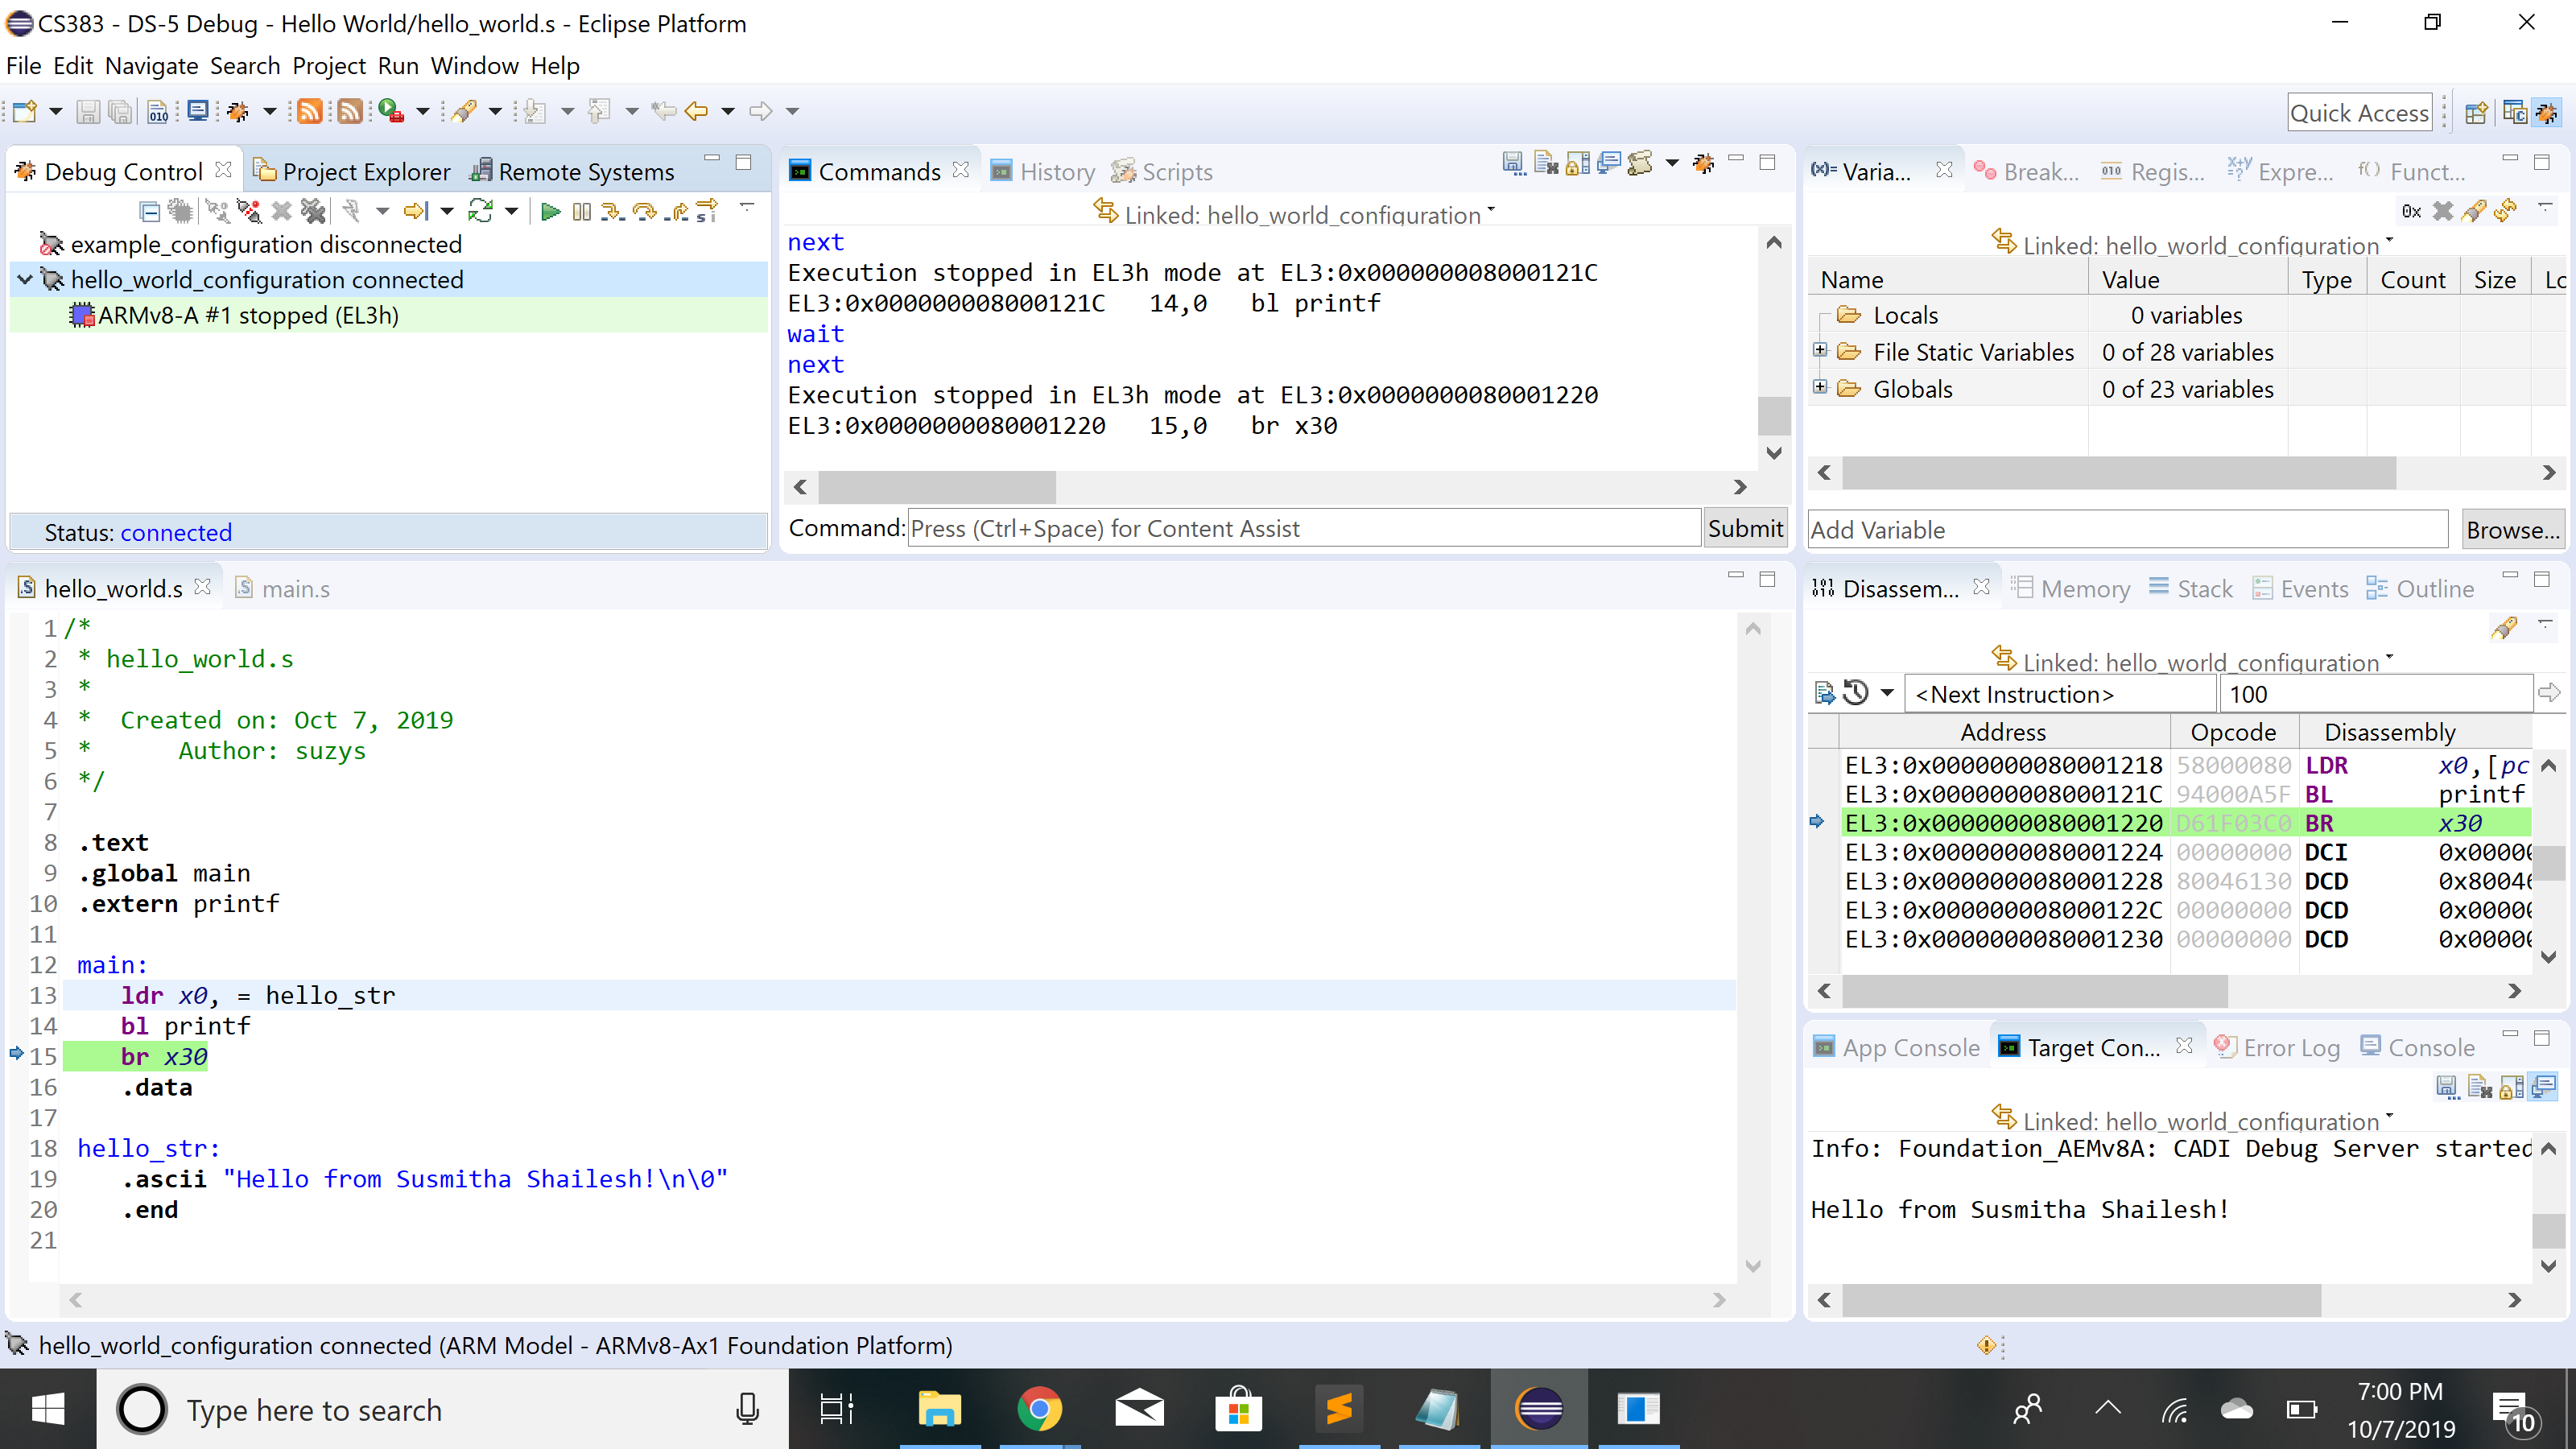 CS383 - DS-5 Debug - Hello World/hello_world.s - Eclipse Platform
File Edit Navigate Search Project Run Window Help
Quick Access
Debug Control Project Explorer Remote Systems
example_configuration disconnected
hello_world_configuration connected
ARMv8-A #1 stopped (EL3h)
Status: connected
Commands History Scripts
Linked: hello_world_configuration
next
Execution stopped in EL3h mode at EL3:0x000000008000121C
EL3:0x000000008000121C 14,0 bl printf
wait
next
Execution stopped in EL3h mode at EL3:0x0000000080001220
EL3:0x0000000080001220 15,0 br x30
Command: Press (Ctrl+Space) for Content Assist Submit
(x)= Varia... Break... Regis... Expre... Funct...
Linked: hello_world_configuration
Name Value Type Count Size Lo
Locals 0 variables
File Static Variables 0 of 28 variables
Globals 0 of 23 variables
Add Variable Browse...
hello_world.s main.s
1 /*
2 * hello_world.s
3 *
4 * Created on: Oct 7, 2019
5 * Author: suzys
6 */
7
8 .text
9 .global main
10 .extern printf
11
12 main:
13 ldr x0, = hello_str
14 bl printf
15 br x30
16 .data
17
18 hello_str:
19 .ascii "Hello from Susmitha Shailesh!\n\0"
20 .end
21
Disassem... Memory Stack Events Outline
Linked: hello_world_configuration
<Next Instruction> 100
Address Opcode Disassembly
EL3:0x0000000080001218 58000080 LDR x0,[pc
EL3:0x000000008000121C 94000A5F BL printf
EL3:0x0000000080001220 D61F03C0 BR x30
EL3:0x0000000080001224 00000000 DCI 0x0000
EL3:0x0000000080001228 80046130 DCD 0x8004
EL3:0x000000008000122C 00000000 DCD 0x0000
EL3:0x0000000080001230 00000000 DCD 0x0000
App Console Target Con... Error Log Console
Linked: hello_world_configuration
Info: Foundation_AEMv8A: CADI Debug Server started
Hello from Susmitha Shailesh!
hello_world_configuration connected (ARM Model - ARMv8-Ax1 Foundation Platform)
Type here to search
7:00 PM
10/7/2019
10